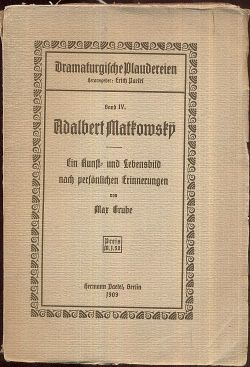 Dramaturgische Plaudereien
Herausgeber: Erich Paetel
Band IV.
Adalbert Matkowsky
Ein Kunst- und Lebensbild
nach persönlichen Erinnerungen
von
Max Grube
Preis
M. 1.50
Hermann Paetel, Berlin
1909